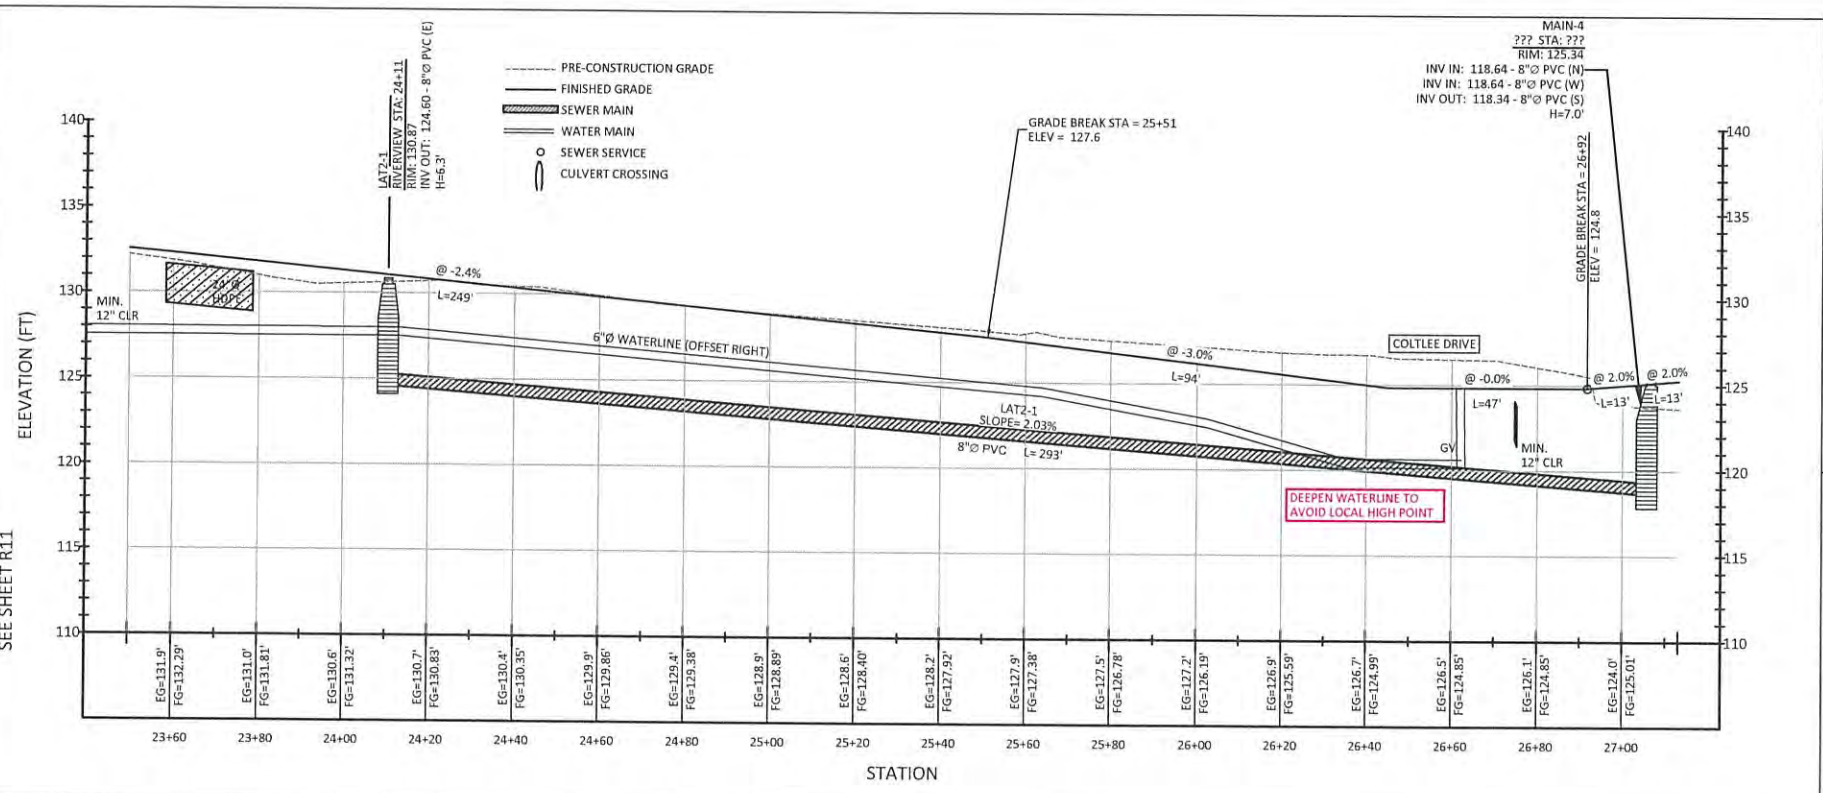 MAIN-4
??? STA: ???
RIM: 125.34
INV IN: 118.64 - 8"Ø PVC (N)
INV IN: 118.64 - 8"Ø PVC (W)
INV OUT: 118.34 - 8"Ø PVC (S)
H=7.0'
LAT2-1
RIVERVIEW STA: 24+11
RIM: 130.87
INV OUT: 124.60 - 8"Ø PVC (E)
H=6.3'
PRE-CONSTRUCTION GRADE
FINISHED GRADE
SEWER MAIN
WATER MAIN
SEWER SERVICE
CULVERT CROSSING
GRADE BREAK STA = 25+51
ELEV = 127.6
GRADE BREAK STA = 26+92
ELEV = 124.8
140
135
130
125
120
115
110
ELEVATION (FT)
SEE SHEET R11
140
135
130
125
120
115
110
24" Ø
HDPE
MIN.
12" CLR
@ -2.4%
L=249'
6"Ø WATERLINE (OFFSET RIGHT)
@ -3.0%
L=94'
COLTLEE DRIVE
@ -0.0%
L=47'
@ 2.0%
L=13'
@ 2.0%
L=13'
LAT2-1
SLOPE= 2.03%
8"Ø PVC L= 293'
GV
MIN.
12" CLR
DEEPEN WATERLINE TO
AVOID LOCAL HIGH POINT
EG=131.9'
FG=132.29'
EG=131.0'
FG=131.81'
EG=130.6'
FG=131.32'
EG=130.7'
FG=130.83'
EG=130.4'
FG=130.35'
EG=129.9'
FG=129.86'
EG=129.4'
FG=129.38'
EG=128.9'
FG=128.89'
EG=128.6'
FG=128.40'
EG=128.2'
FG=127.92'
EG=127.9'
FG=127.38'
EG=127.5'
FG=126.78'
EG=127.2'
FG=126.19'
EG=126.9'
FG=125.59'
EG=126.7'
FG=124.99'
EG=126.5'
FG=124.85'
EG=126.1'
FG=124.85'
EG=124.0'
FG=125.01'
23+60 23+80 24+00 24+20 24+40 24+60 24+80 25+00 25+20 25+40 25+60 25+80 26+00 26+20 26+40 26+60 26+80 27+00
STATION